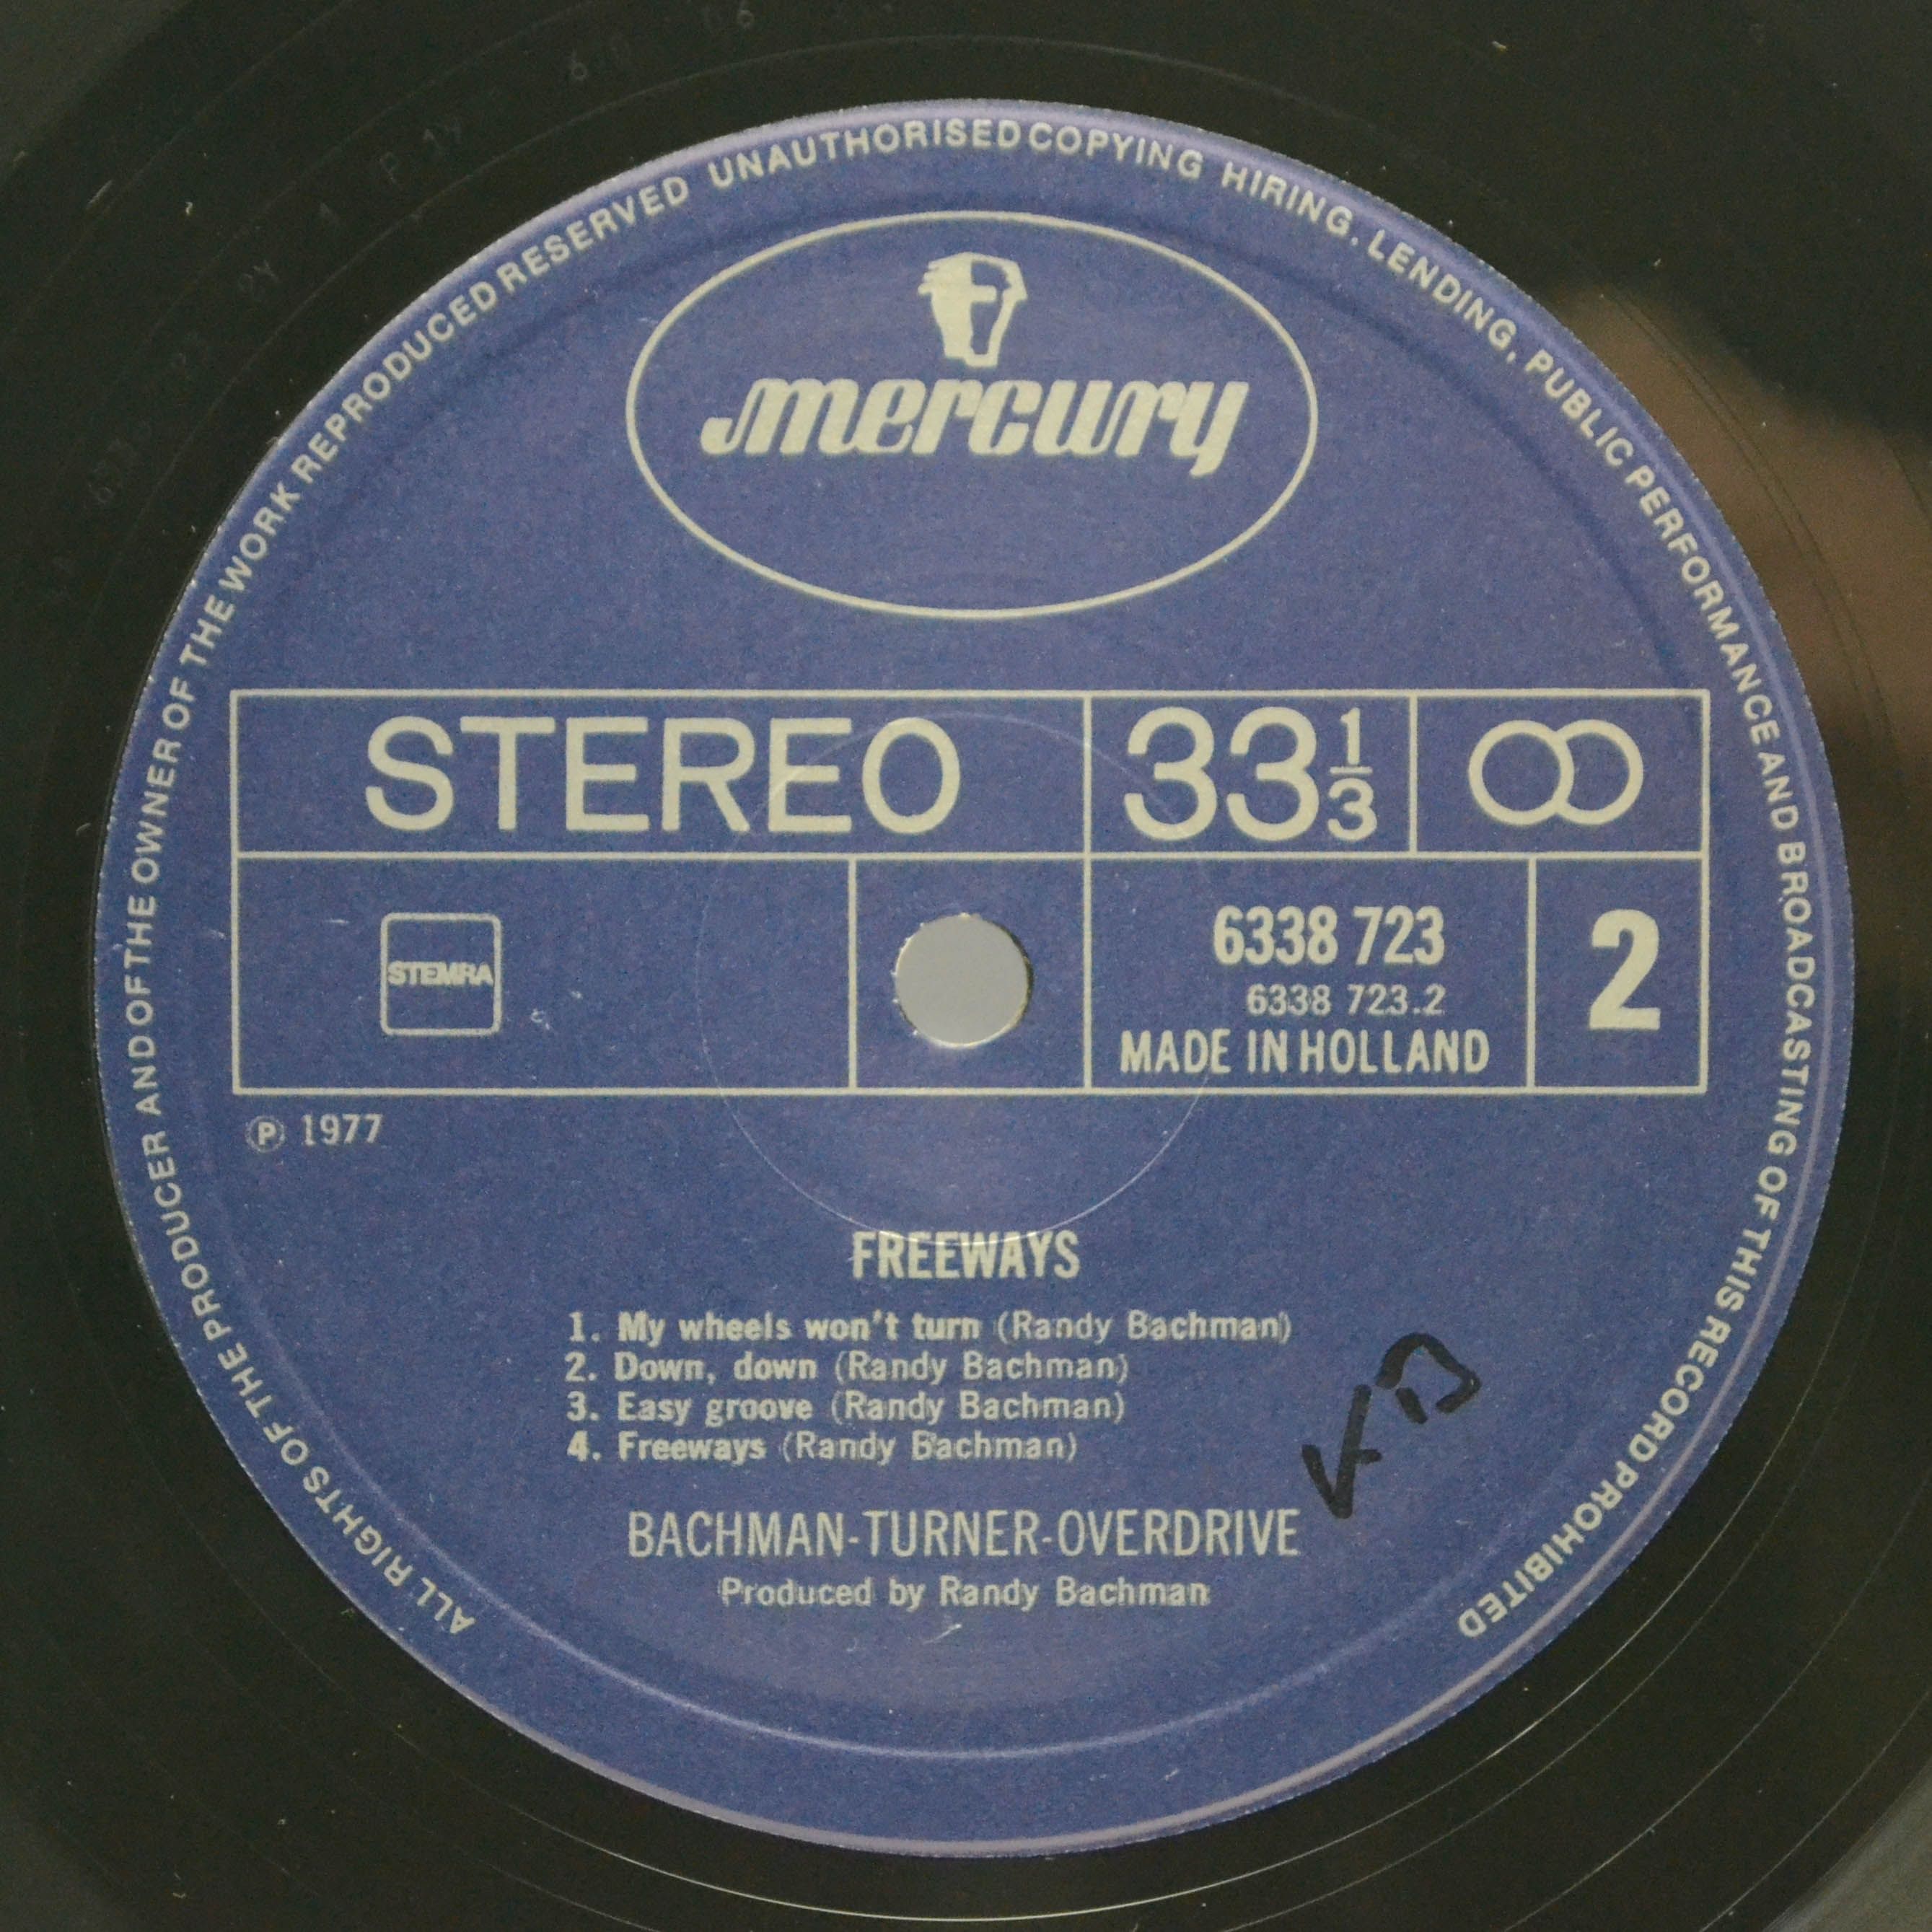 ALL RIGHTS OF THE PRODUCER AND OF THE OWNER OF THE WORK REPRODUCED RESERVED UNAUTHORISED COPYING HIRING, LENDING, PUBLIC PERFORMANCE AND BROADCASTING OF THIS RECORD PROHIBITED
mercury
STEREO 33 1/3
STEMRA
6338 723
6338 723.2
MADE IN HOLLAND
2
℗ 1977
FREEWAYS
1. My wheels won't turn (Randy Bachman)
2. Down, down (Randy Bachman)
3. Easy groove (Randy Bachman)
4. Freeways (Randy Bachman)
BACHMAN-TURNER-OVERDRIVE
Produced by Randy Bachman